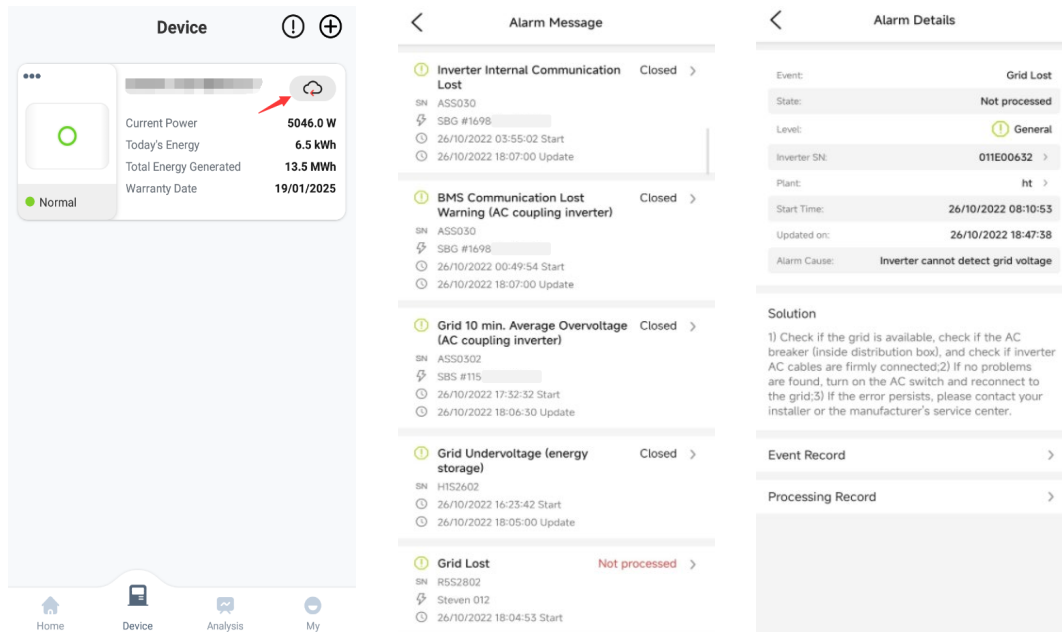 Device
Current Power 5046.0 W
Today's Energy 6.5 kWh
Total Energy Generated 13.5 MWh
Warranty Date 19/01/2025
Normal
Home Device Analysis My
Alarm Message
Inverter Internal Communication Lost Closed
SN ASS030
SBG #1698
26/10/2022 03:55:02 Start
26/10/2022 18:07:00 Update
BMS Communication Lost Closed
Warning (AC coupling inverter)
SN ASS030
SBG #1698
26/10/2022 00:49:54 Start
26/10/2022 18:07:00 Update
Grid 10 min. Average Overvoltage Closed
(AC coupling inverter)
SN ASS0302
SBS #115
26/10/2022 17:32:32 Start
26/10/2022 18:06:30 Update
Grid Undervoltage (energy Closed
storage)
SN H1S2602
26/10/2022 16:23:42 Start
26/10/2022 18:05:00 Update
Grid Lost Not processed
SN R5S2802
Steven 012
26/10/2022 18:04:53 Start
Alarm Details
Event: Grid Lost
State: Not processed
Level: General
Inverter SN: 011E00632
Plant: ht
Start Time: 26/10/2022 08:10:53
Updated on: 26/10/2022 18:47:38
Alarm Cause: Inverter cannot detect grid voltage
Solution
1) Check if the grid is available, check if the AC
breaker (inside distribution box), and check if inverter
AC cables are firmly connected;2) If no problems
are found, turn on the AC switch and reconnect to
the grid;3) If the error persists, please contact your
installer or the manufacturer's service center.
Event Record
Processing Record